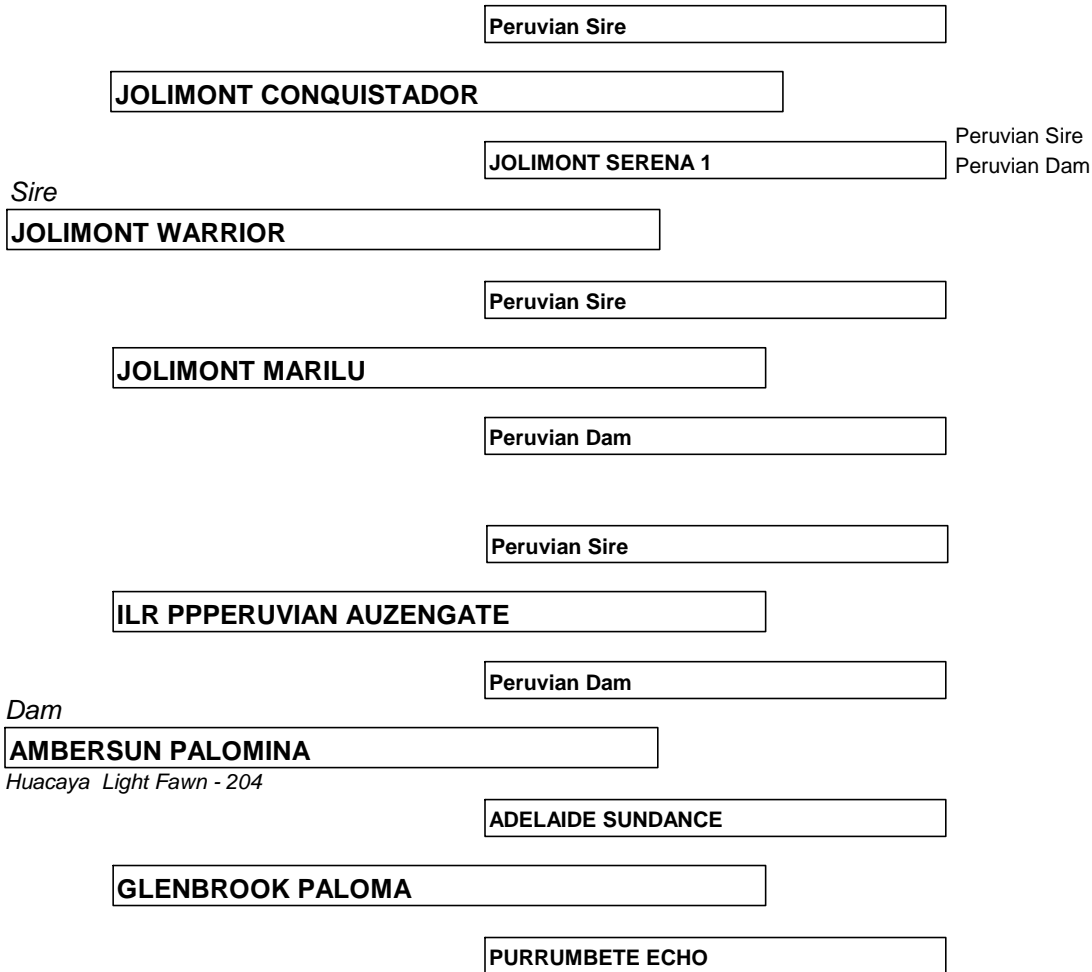 Peruvian Sire
JOLIMONT CONQUISTADOR
Peruvian Sire
JOLIMONT SERENA 1
Peruvian Dam
Sire
JOLIMONT WARRIOR
Peruvian Sire
JOLIMONT MARILU
Peruvian Dam
Peruvian Sire
ILR PPPERUVIAN AUZENGATE
Peruvian Dam
Dam
AMBERSUN PALOMINA
Huacaya Light Fawn - 204
ADELAIDE SUNDANCE
GLENBROOK PALOMA
PURRUMBETE ECHO